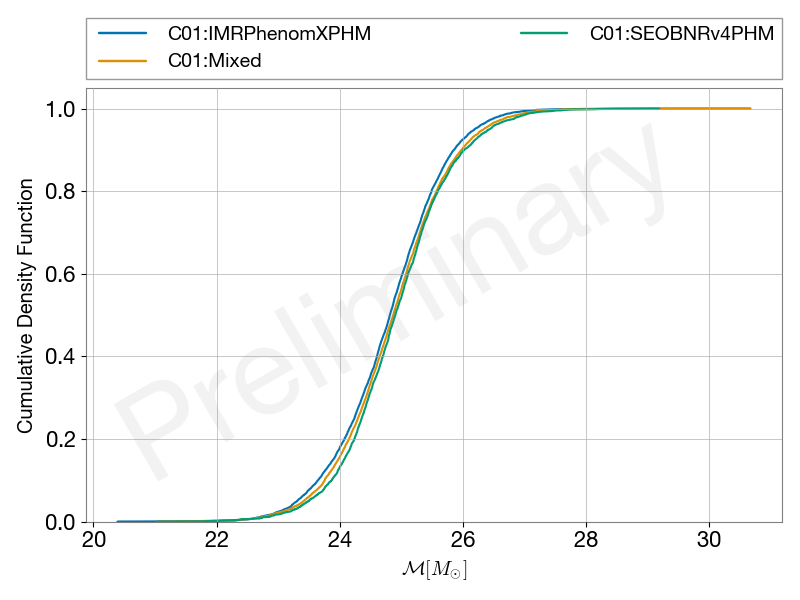 C01:IMRPhenomXPHM
C01:Mixed
C01:SEOBNRv4PHM
Preliminary
Cumulative Density Function
1.0
0.8
0.6
0.4
0.2
0.0
20 22 24 26 28 30
ℳ[M⊙]